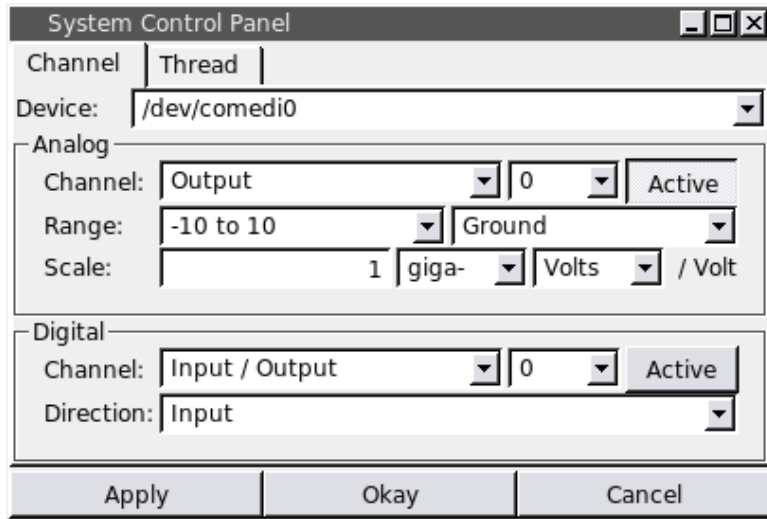 System Control Panel
Channel Thread
Device: /dev/comedi0
Analog
Channel: Output 0 Active
Range: -10 to 10 Ground
Scale: 1 giga- Volts / Volt
Digital
Channel: Input / Output 0 Active
Direction: Input
Apply Okay Cancel